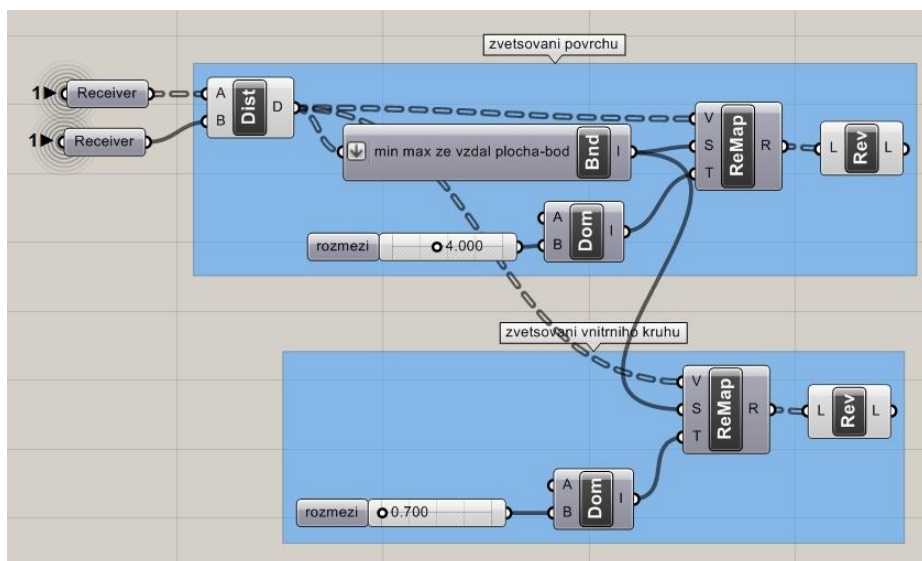 zvetsovani povrchu
1 Receiver
A
B
Dist
D
1 Receiver
min max ze vzdal plocha-bod
Bnd
I
V
S
T
ReMap
R
L
Rev
L
A
B
Dom
I
rozmezi
4.000
zvetsovani vnitrniho kruhu
V
S
T
ReMap
R
L
Rev
L
A
B
Dom
I
rozmezi
0.700